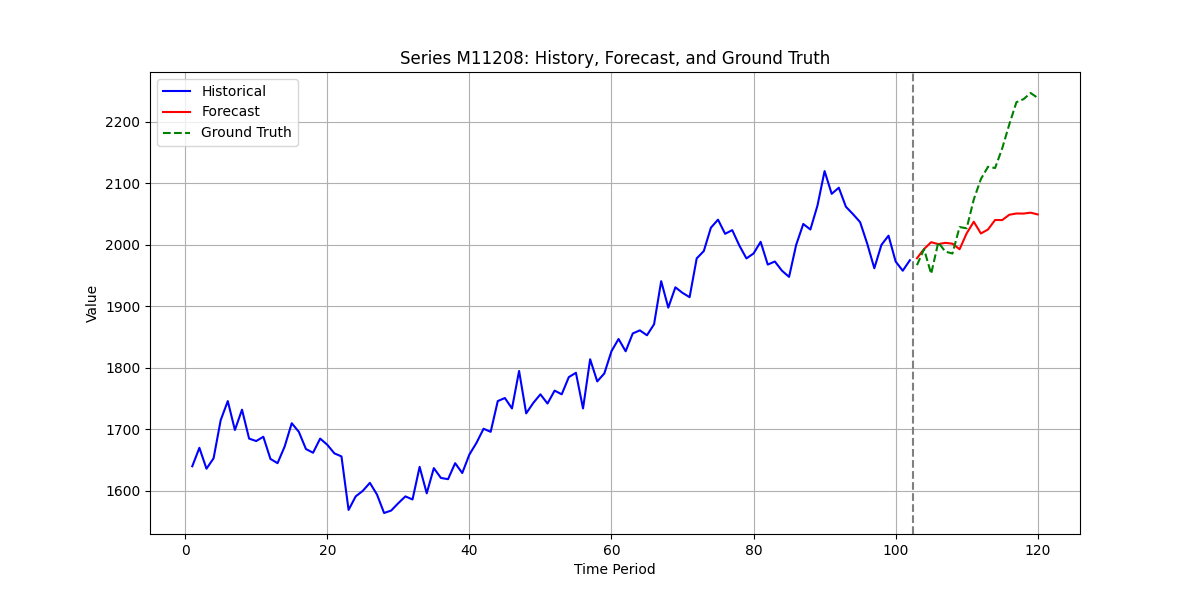 Series M11208: History, Forecast, and Ground Truth
Historical
Forecast
Ground Truth
Value
2200
2100
2000
1900
1800
1700
1600
0 20 40 60 80 100 120
Time Period